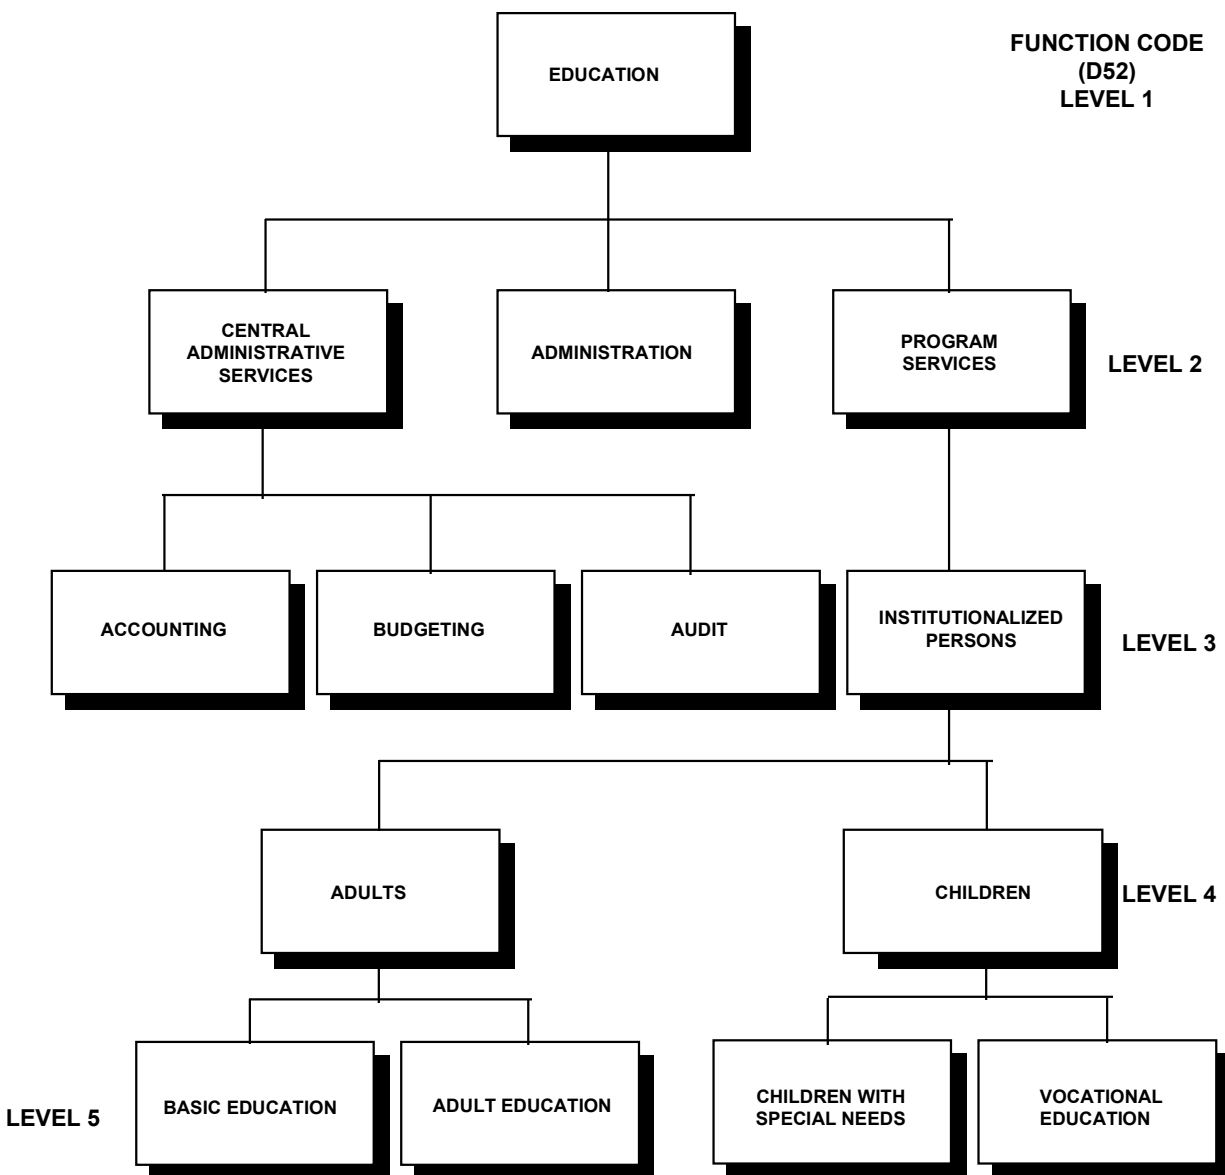 EDUCATION
FUNCTION CODE
(D52)
LEVEL 1
CENTRAL
ADMINISTRATIVE
SERVICES
ADMINISTRATION
PROGRAM
SERVICES
LEVEL 2
ACCOUNTING
BUDGETING
AUDIT
INSTITUTIONALIZED
PERSONS
LEVEL 3
ADULTS
CHILDREN
LEVEL 4
LEVEL 5
BASIC EDUCATION
ADULT EDUCATION
CHILDREN WITH
SPECIAL NEEDS
VOCATIONAL
EDUCATION